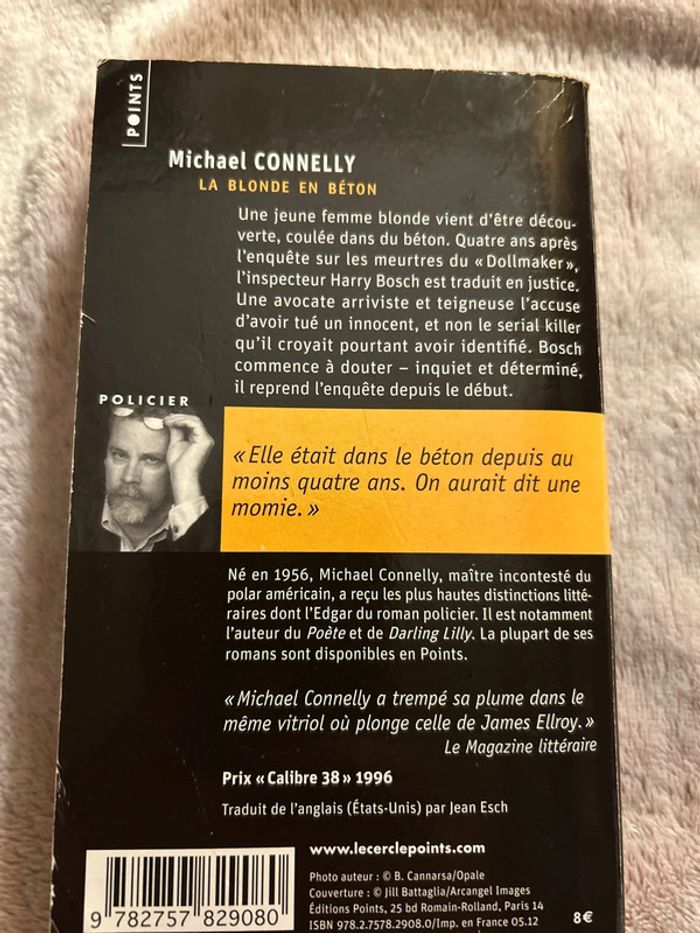 POINTS
Michael CONNELLY
LA BLONDE EN BÉTON
Une jeune femme blonde vient d’être décou-
verte, coulée dans du béton. Quatre ans après
l’enquête sur les meurtres du « Dollmaker »,
l’inspecteur Harry Bosch est traduit en justice.
Une avocate arriviste et teigneuse l’accuse
d’avoir tué un innocent, et non le serial killer
qu’il croyait pourtant avoir identifié. Bosch
commence à douter – inquiet et déterminé,
il reprend l’enquête depuis le début.
POLICIER
« Elle était dans le béton depuis au
moins quatre ans. On aurait dit une
momie. »
Né en 1956, Michael Connelly, maître incontesté du
polar américain, a reçu les plus hautes distinctions litté-
raires dont l’Edgar du roman policier. Il est notamment
l’auteur du Poète et de Darling Lilly. La plupart de ses
romans sont disponibles en Points.
« Michael Connelly a trempé sa plume dans le
même vitriol où plonge celle de James Ellroy. »
Le Magazine littéraire
Prix « Calibre 38 » 1996
Traduit de l’anglais (États-Unis) par Jean Esch
www.lecerclepoints.com
Photo auteur : © B. Cannarsa/Opale
Couverture : © Jill Battaglia/Arcangel Images
Éditions Points, 25 bd Romain-Rolland, Paris 14
ISBN 978.2.7578.2908.0/Imp. en France 05.12
8€
9 782757 829080